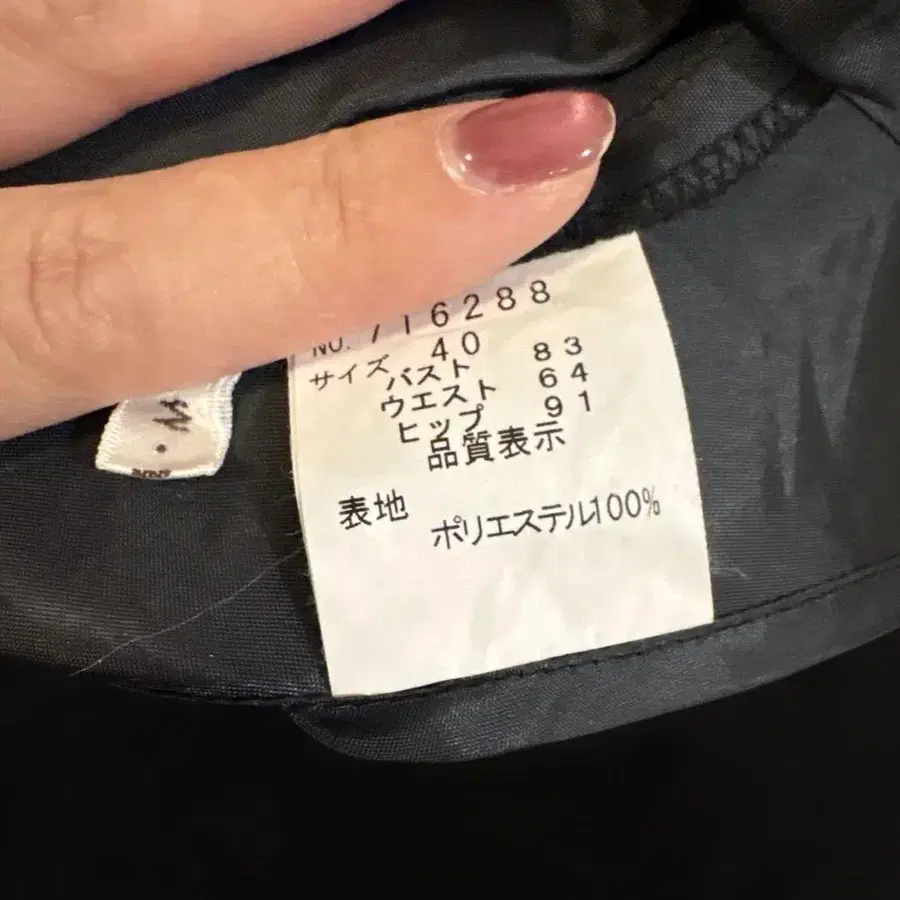 NO. 716288
サイズ 40
バスト 83
ウエスト 64
ヒップ 91
品質表示
表地
ポリエステル100%